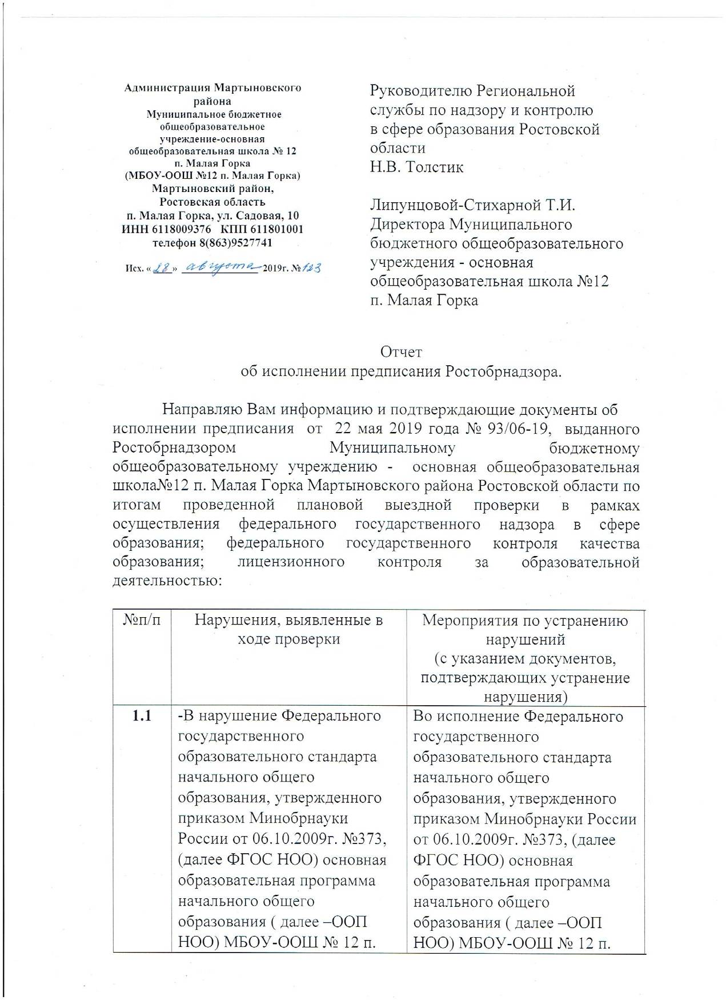 Администрация Мартыновского
района
Муниципальное бюджетное
общеобразовательное
учреждение-основная
общеобразовательная школа № 12
п. Малая Горка
(МБОУ-ООШ №12 п. Малая Горка)
Мартыновский район,
Ростовская область
п. Малая Горка, ул. Садовая, 10
ИНН 6118009376 КПП 611801001
телефон 8(863)9527741
Исх. « 28 » августа 2019г. № 123
Руководителю Региональной
службы по надзору и контролю
в сфере образования Ростовской
области
Н.В. Толстик
Липунцовой-Стихарной Т.И.
Директора Муниципального
бюджетного общеобразовательного
учреждения - основная
общеобразовательная школа №12
п. Малая Горка
Отчет
об исполнении предписания Ростобрнадзора.
Направляю Вам информацию и подтверждающие документы об
исполнении предписания от 22 мая 2019 года № 93/06-19, выданного
Ростобрнадзором Муниципальному бюджетному
общеобразовательному учреждению - основная общеобразовательная
школа№12 п. Малая Горка Мартыновского района Ростовской области по
итогам проведенной плановой выездной проверки в рамках
осуществления федерального государственного надзора в сфере
образования; федерального государственного контроля качества
образования; лицензионного контроля за образовательной
деятельностью:
№п/п
Нарушения, выявленные в
ходе проверки
Мероприятия по устранению
нарушений
(с указанием документов,
подтверждающих устранение
нарушения)
1.1
-В нарушение Федерального
государственного
образовательного стандарта
начального общего
образования, утвержденного
приказом Минобрнауки
России от 06.10.2009г. №373,
(далее ФГОС НОО) основная
образовательная программа
начального общего
образования ( далее –ООП
НОО) МБОУ-ООШ № 12 п.
Во исполнение Федерального
государственного
образовательного стандарта
начального общего
образования, утвержденного
приказом Минобрнауки России
от 06.10.2009г. №373, (далее
ФГОС НОО) основная
образовательная программа
начального общего
образования ( далее –ООП
НОО) МБОУ-ООШ № 12 п.